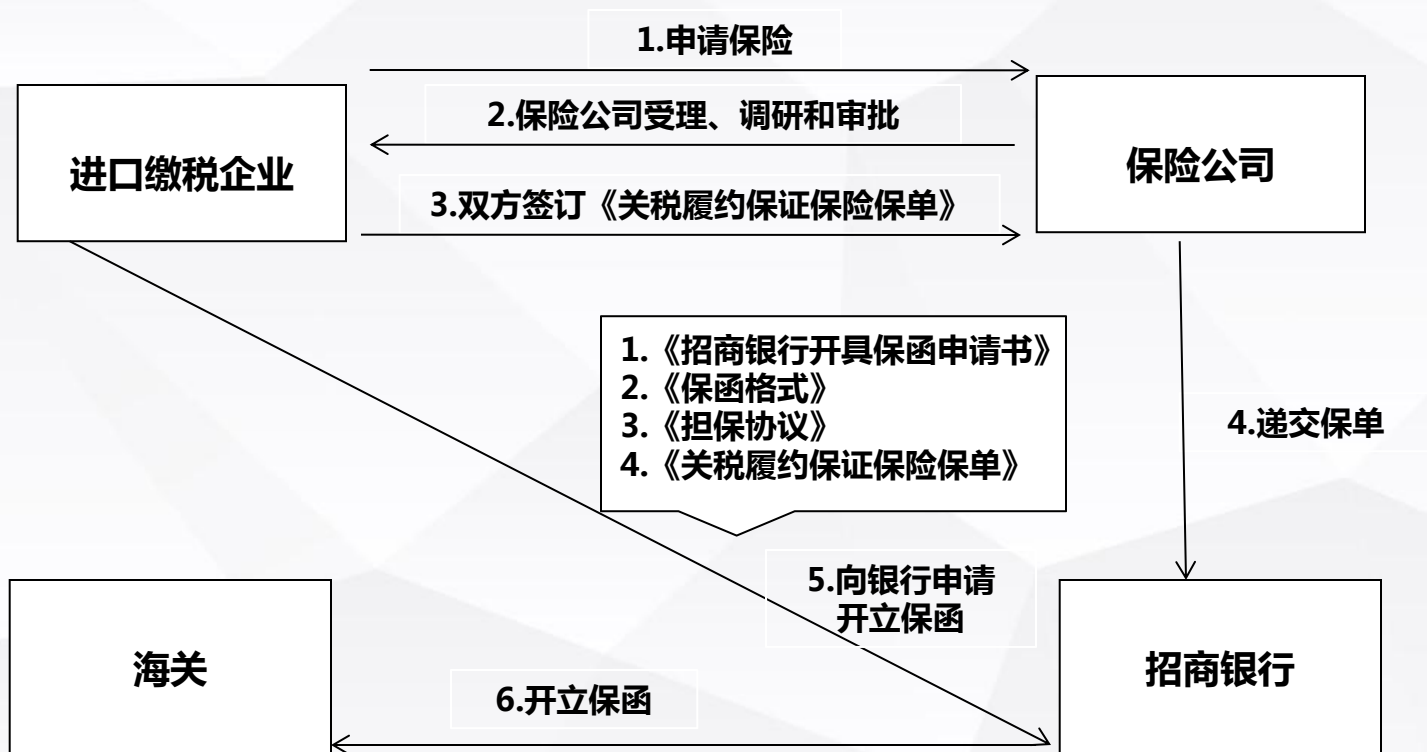 1.申请保险
2.保险公司受理、调研和审批
进口缴税企业
保险公司
3.双方签订《关税履约保证保险保单》
1.《招商银行开具保函申请书》
2.《保函格式》
3.《担保协议》
4.《关税履约保证保险保单》
4.递交保单
5.向银行申请
开立保函
海关
招商银行
6.开立保函